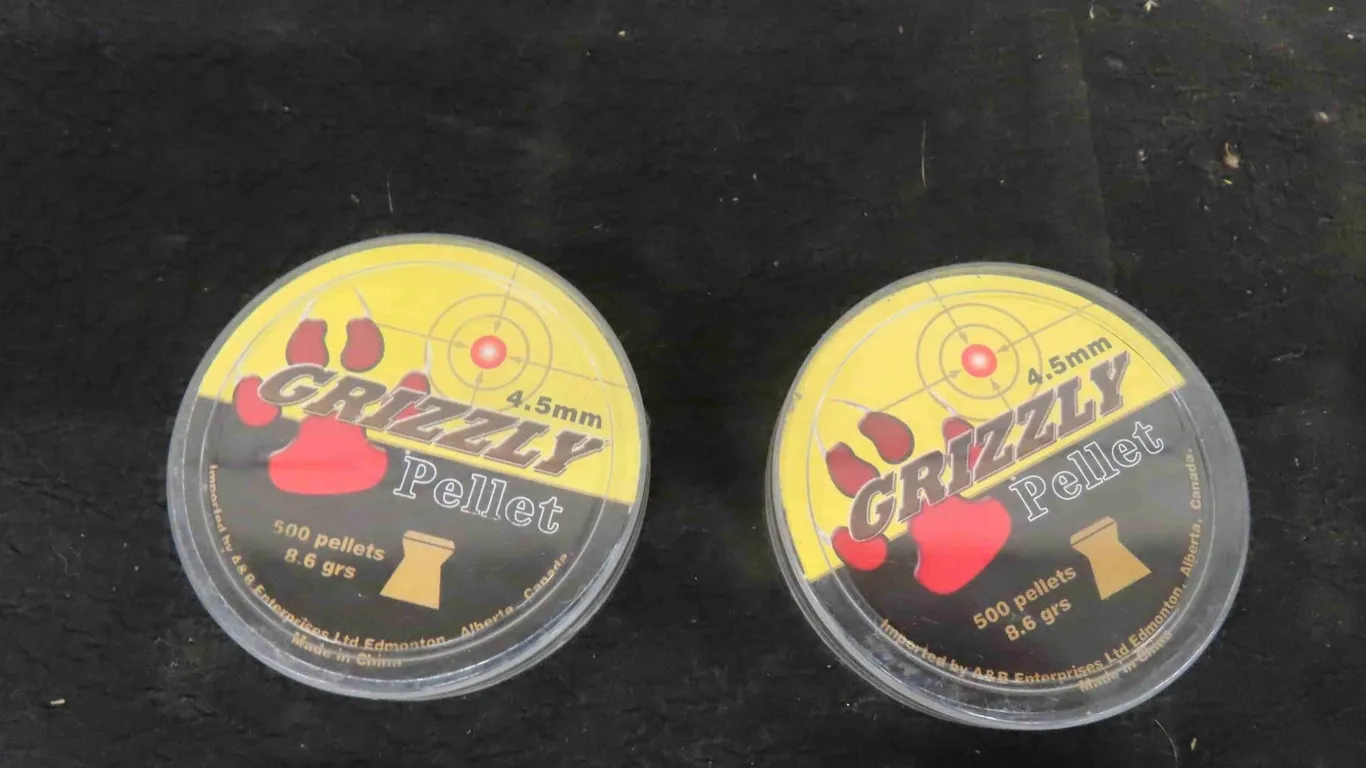 4.5mm
GRIZZLY
Pellet
500 pellets
8.6 grs
Imported by A&R Enterprises Ltd Edmonton, Alberta, Canada
Made in China
4.5mm
GRIZZLY
Pellet
500 pellets
8.6 grs
Imported by A&R Enterprises Ltd Edmonton, Alberta, Canada.
Made in China